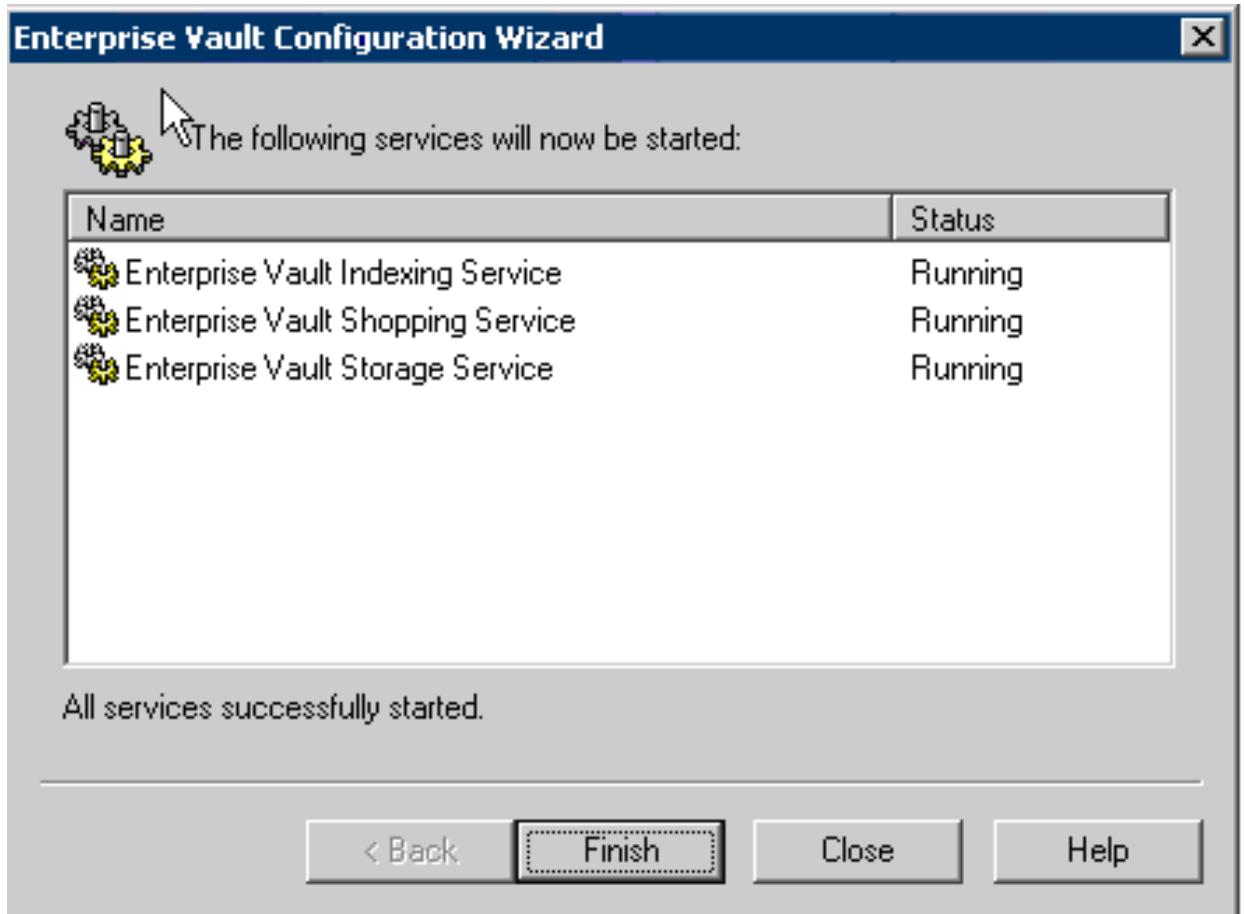 Enterprise Vault Configuration Wizard
The following services will now be started:
Name Status
Enterprise Vault Indexing Service Running
Enterprise Vault Shopping Service Running
Enterprise Vault Storage Service Running
All services successfully started.
< Back Finish Close Help